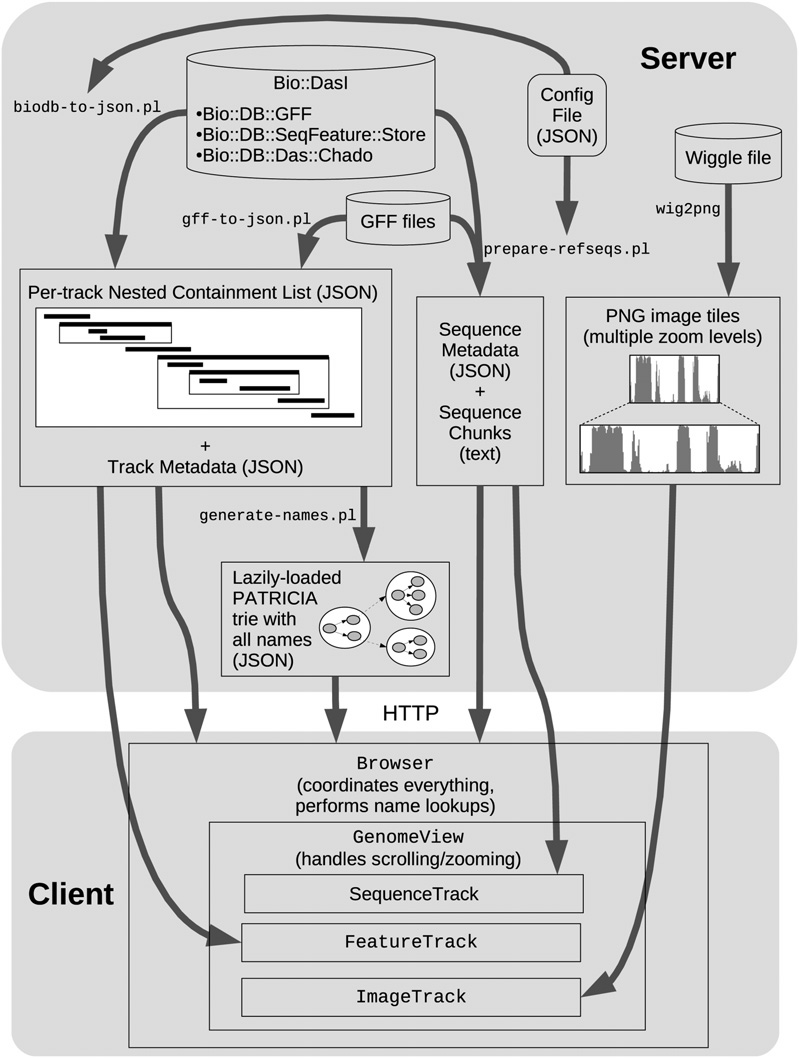 Server
biodb-to-json.pl
Bio::DasI
•Bio::DB::GFF
•Bio::DB::SeqFeature::Store
•Bio::DB::Das::Chado
Config
File
(JSON)
Wiggle file
gff-to-json.pl
GFF files
prepare-refseqs.pl
wig2png
Per-track Nested Containment List (JSON)
+
Track Metadata (JSON)
Sequence
Metadata
(JSON)
+
Sequence
Chunks
(text)
PNG image tiles
(multiple zoom levels)
generate-names.pl
Lazily-loaded
PATRICIA
trie with
all names
(JSON)
HTTP
Client
Browser
(coordinates everything,
performs name lookups)
GenomeView
(handles scrolling/zooming)
SequenceTrack
FeatureTrack
ImageTrack